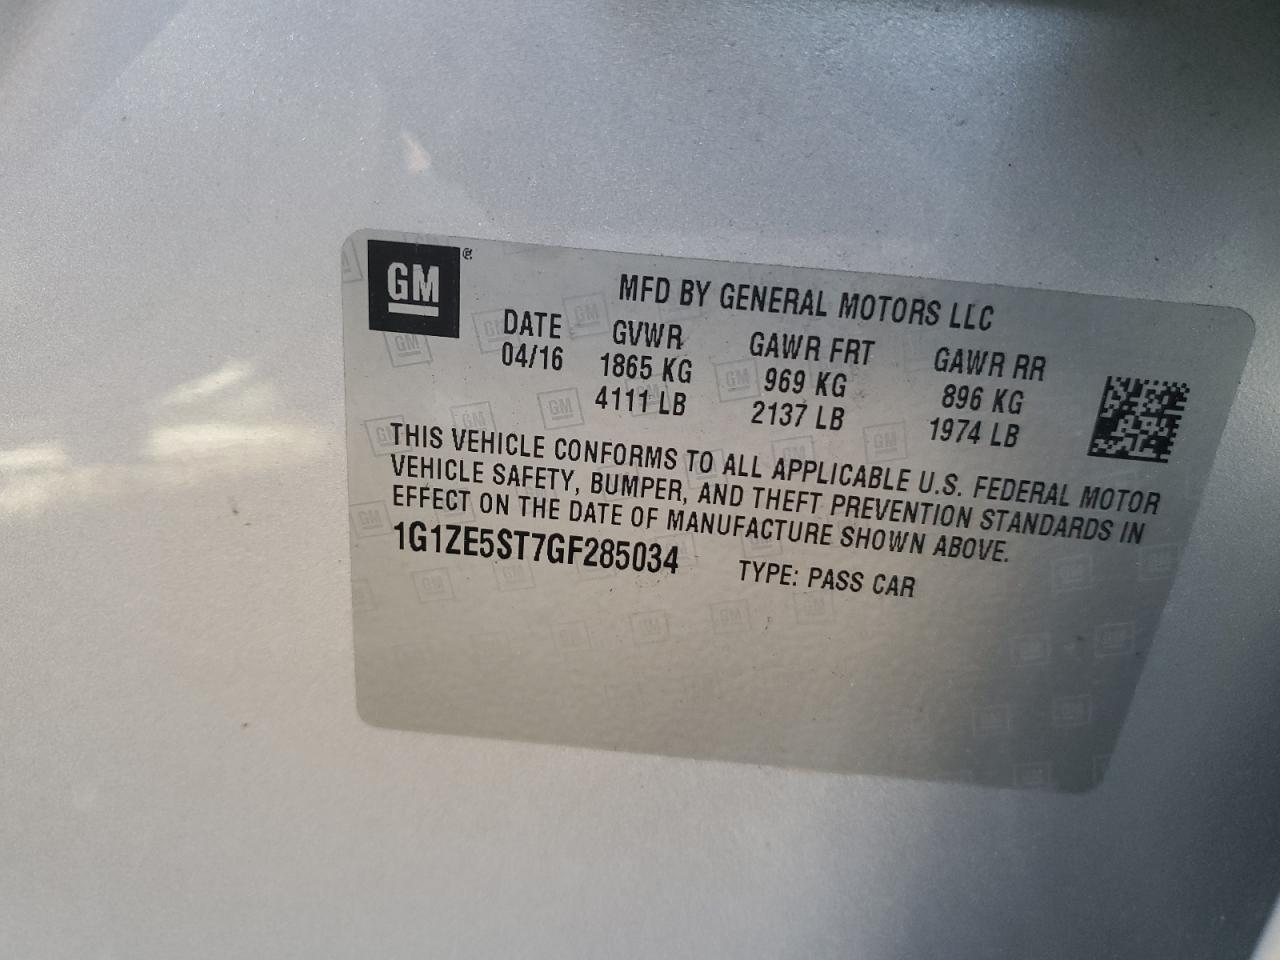 GM
MFD BY GENERAL MOTORS LLC
DATE GVWR GAWR FRT GAWR RR
04/16 1865 KG 969 KG 896 KG
4111 LB 2137 LB 1974 LB
THIS VEHICLE CONFORMS TO ALL APPLICABLE U.S. FEDERAL MOTOR
VEHICLE SAFETY, BUMPER, AND THEFT PREVENTION STANDARDS IN
EFFECT ON THE DATE OF MANUFACTURE SHOWN ABOVE.
1G1ZE5ST7GF285034 TYPE: PASS CAR